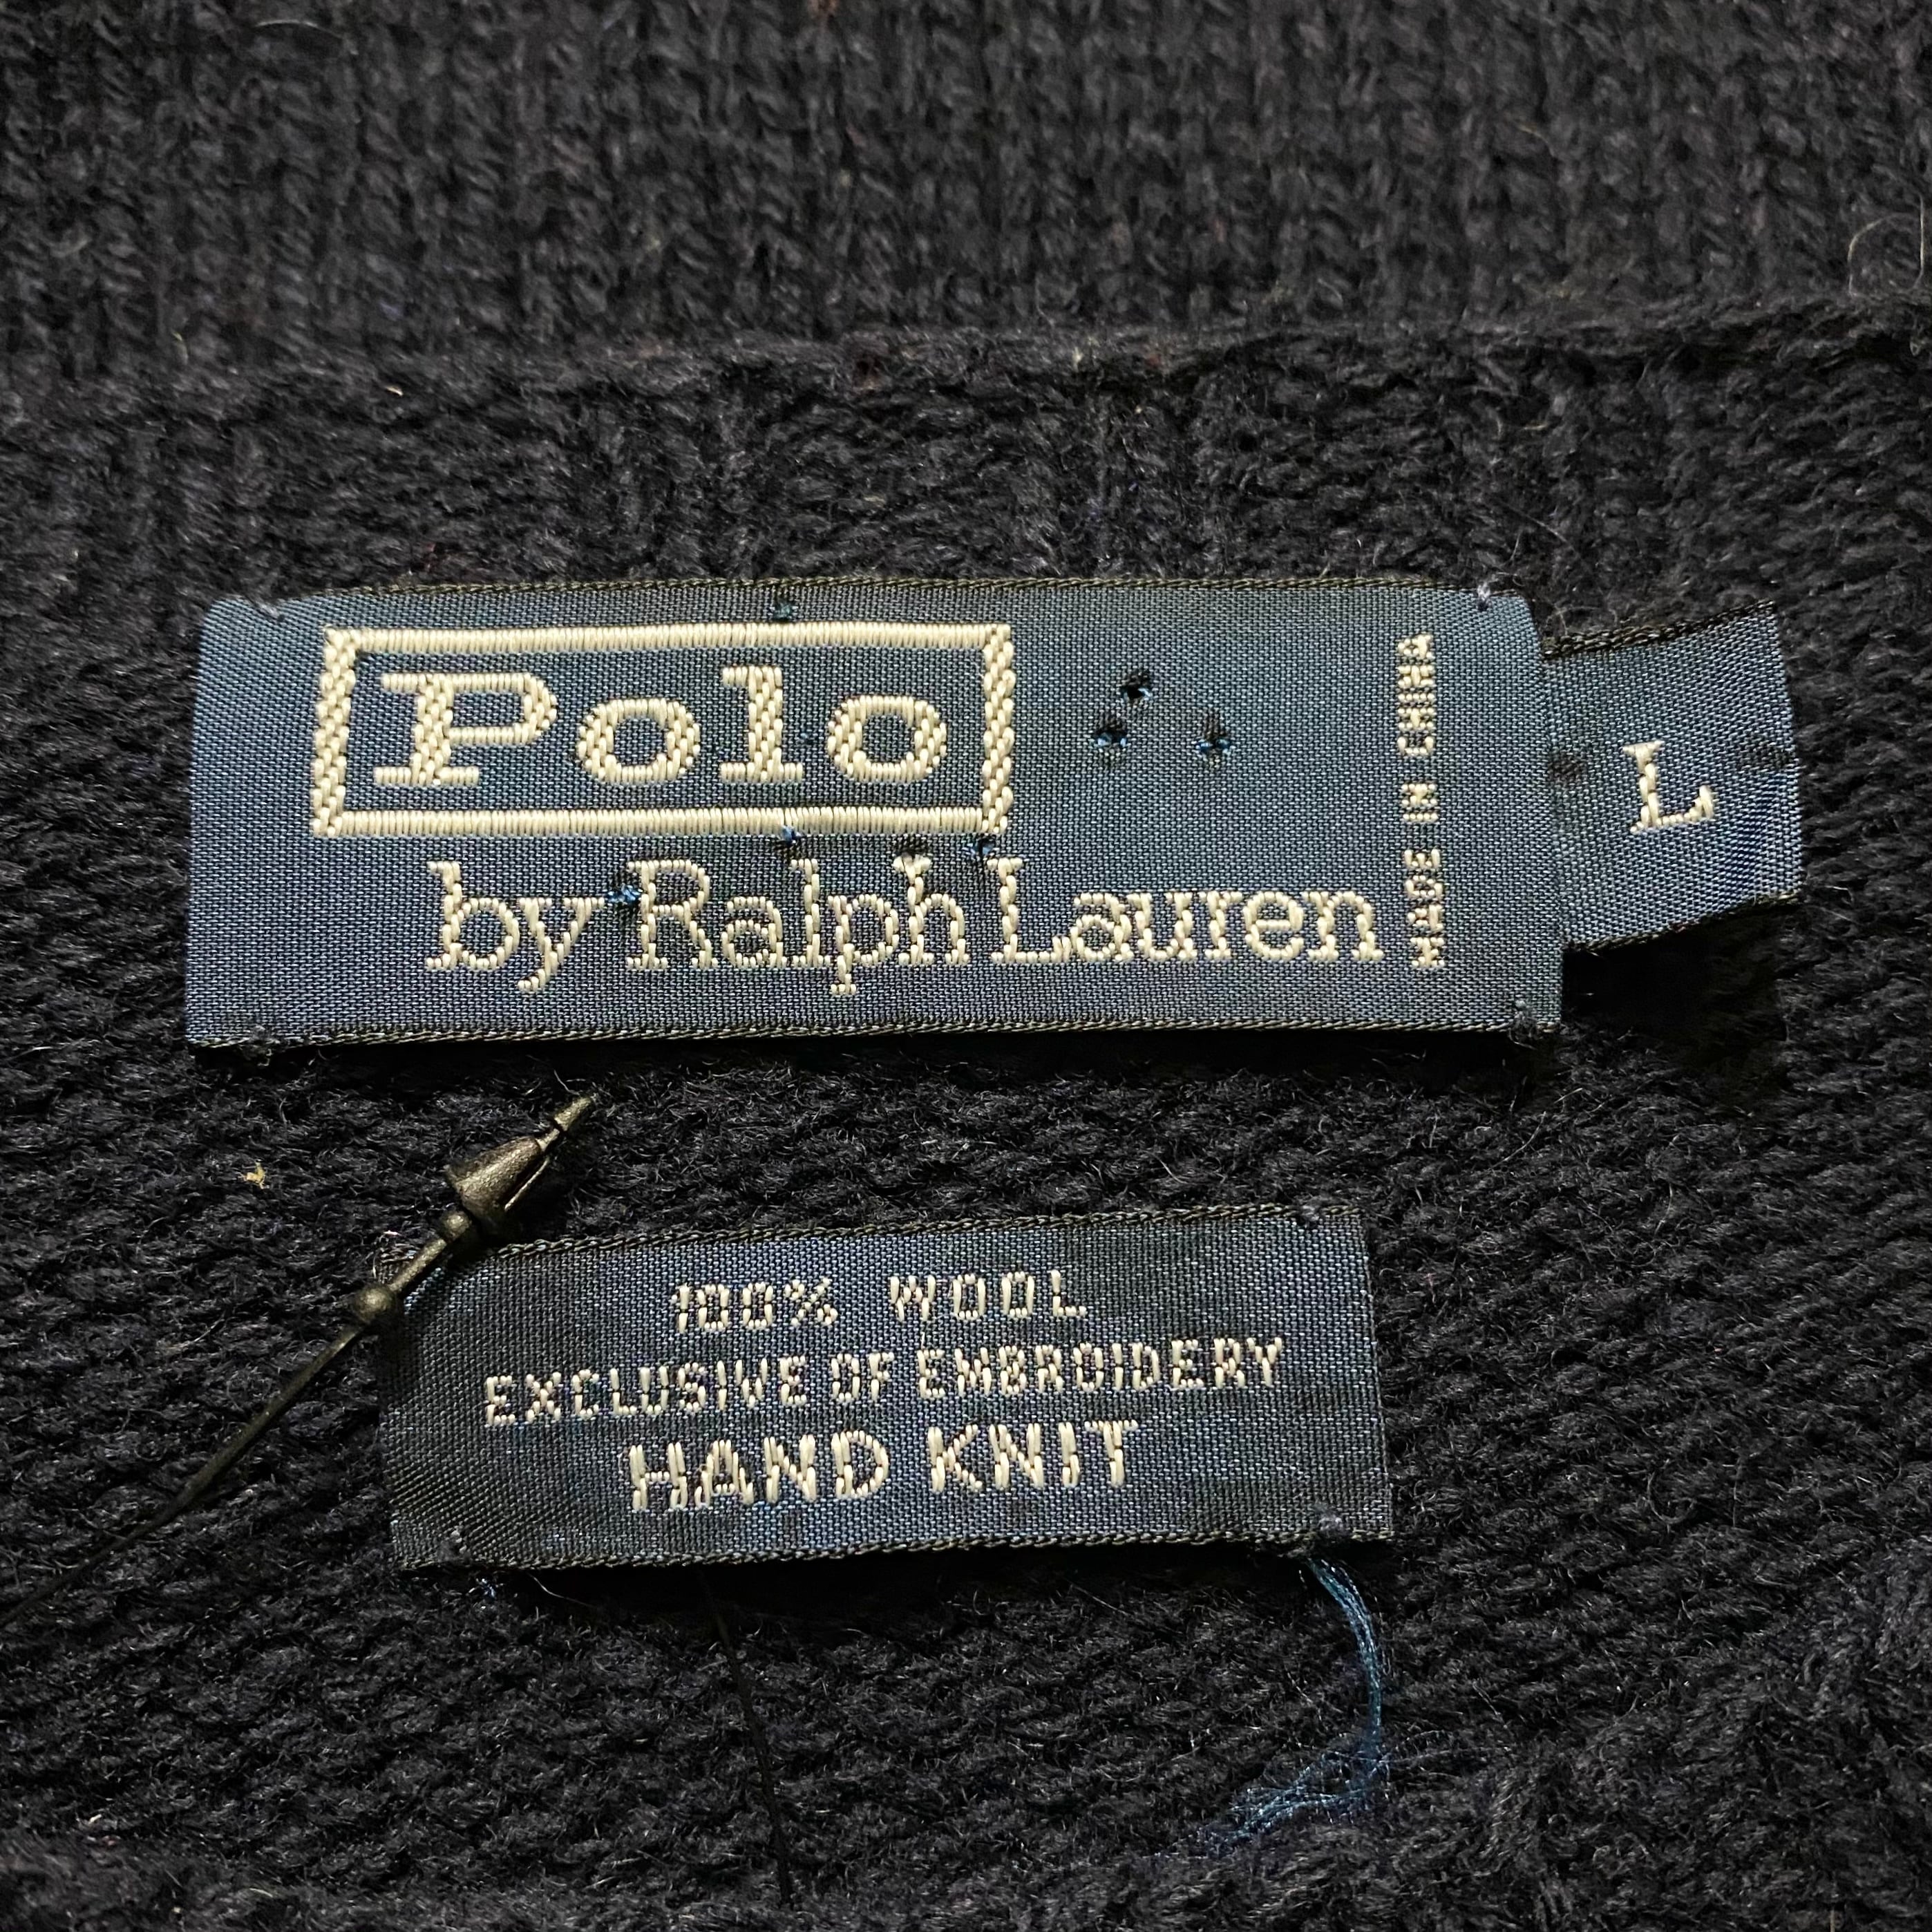 Polo
by Ralph Lauren
MADE IN CHINA
L
100% WOOL
EXCLUSIVE OF EMBROIDERY
HAND KNIT